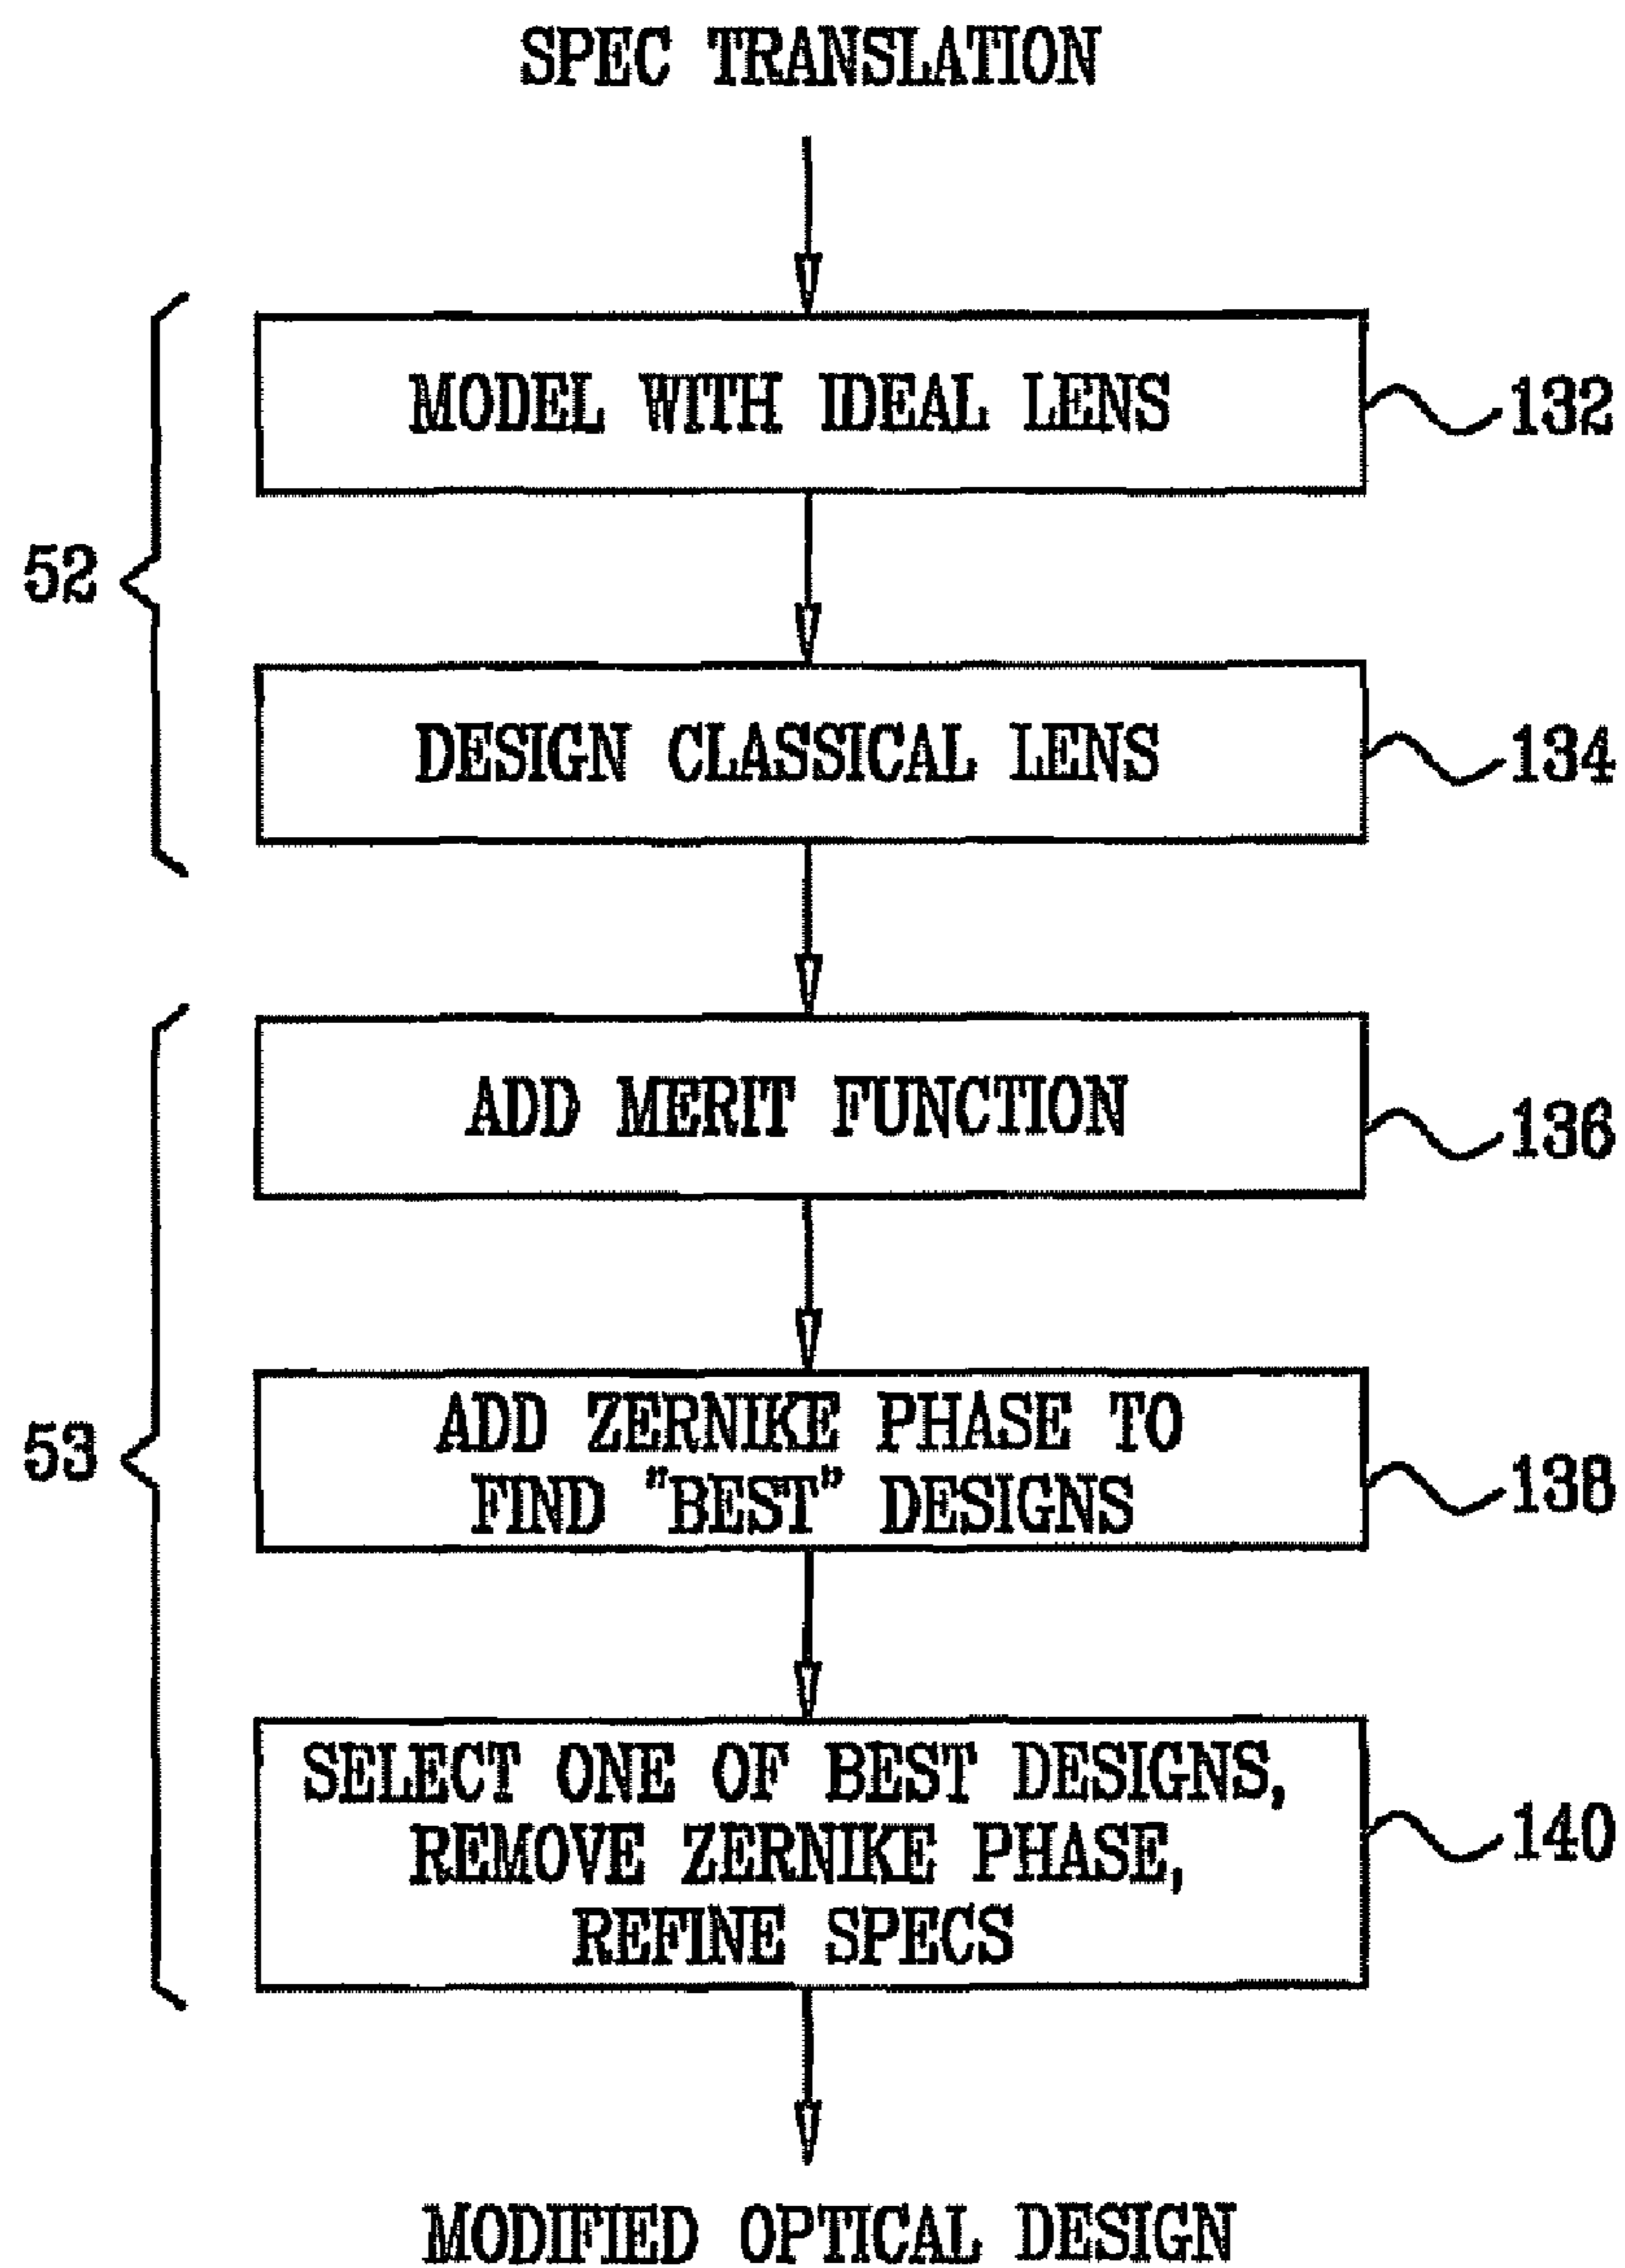 SPEC TRANSLATION
MODEL WITH IDEAL LENS
132
52
DESIGN CLASSICAL LENS
134
ADD MERIT FUNCTION
136
53
ADD ZERNIKE PHASE TO
FIND "BEST" DESIGNS
138
SELECT ONE OF BEST DESIGNS,
REMOVE ZERNIKE PHASE,
REFINE SPECS
140
MODIFIED OPTICAL DESIGN